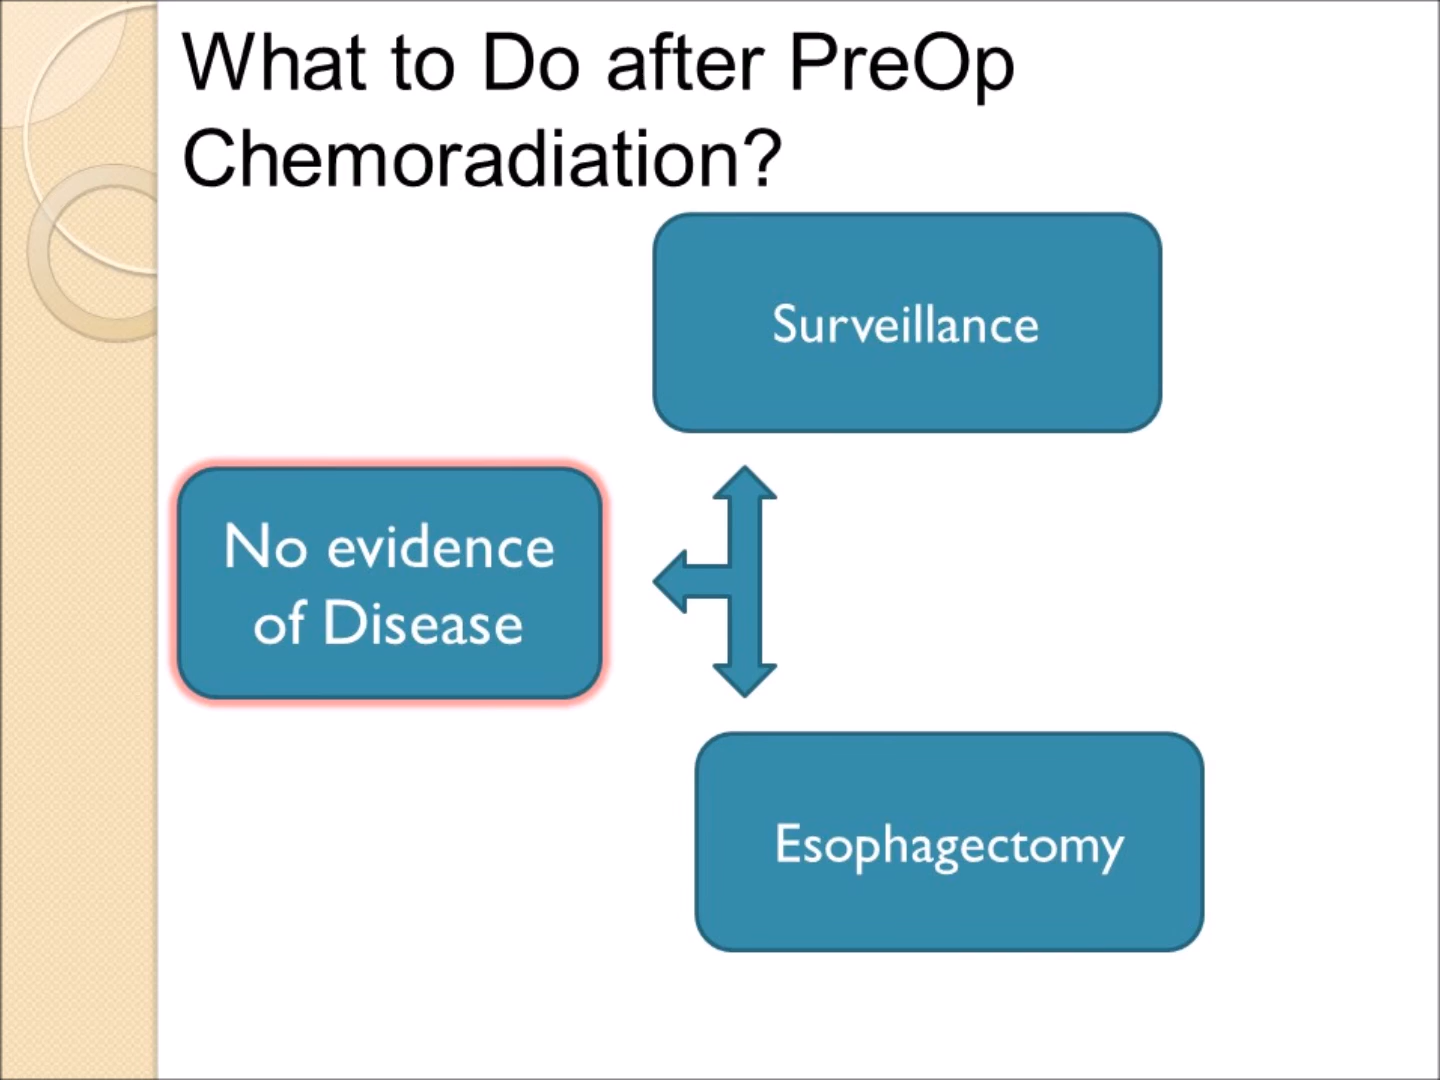 What to Do after PreOp
Chemoradiation?
Surveillance
No evidence
of Disease
Esophagectomy